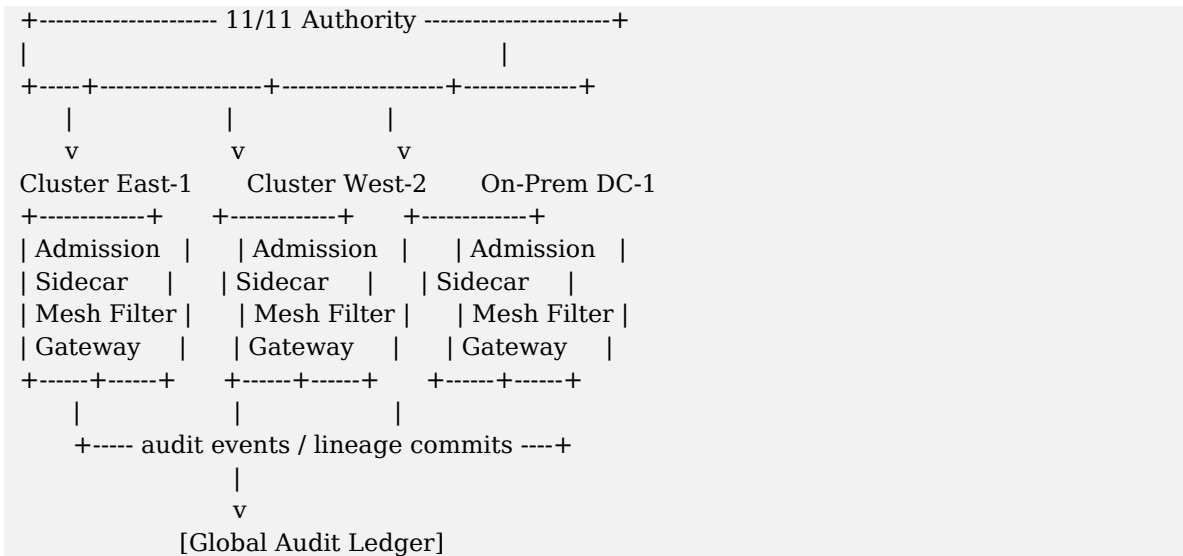 +---------------------- 11/11 Authority -----------------------+
|                                                          |
+-----+--------------------+--------------------+--------------+
      |                   |                   |
      v                   v                   v
Cluster East-1       Cluster West-2       On-Prem DC-1
+-------------+      +-------------+      +-------------+
| Admission   |      | Admission   |      | Admission   |
| Sidecar     |      | Sidecar     |      | Sidecar     |
| Mesh Filter |      | Mesh Filter |      | Mesh Filter |
| Gateway     |      | Gateway     |      | Gateway     |
+------+------+      +------+------+      +------+------+
       |                   |                   |
       +----- audit events / lineage commits ----+
                           |
                           v
                    [Global Audit Ledger]